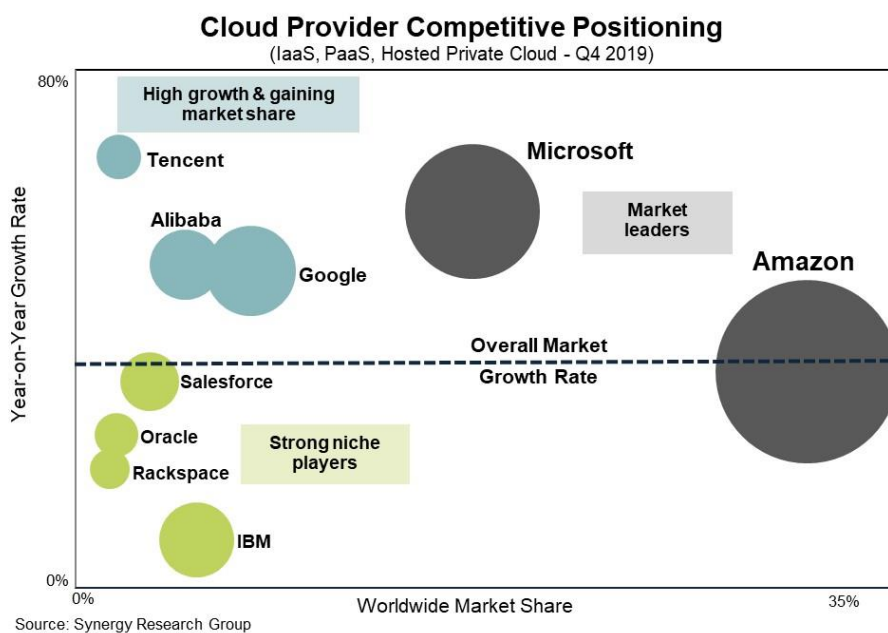 Cloud Provider Competitive Positioning
(IaaS, PaaS, Hosted Private Cloud - Q4 2019)
80%
High growth & gaining
market share
Tencent
Microsoft
Alibaba
Market
leaders
Google
Amazon
Year-on-Year Growth Rate
Overall Market
Growth Rate
Salesforce
Oracle
Strong niche
players
Rackspace
IBM
0%
0%
Worldwide Market Share
35%
Source: Synergy Research Group